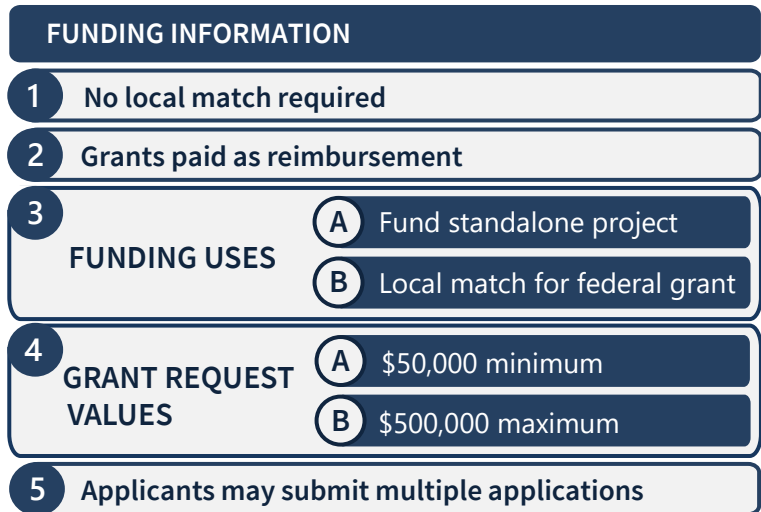 FUNDING INFORMATION
1 No local match required
2 Grants paid as reimbursement
3
FUNDING USES
A Fund standalone project
B Local match for federal grant
4
GRANT REQUEST
VALUES
A $50,000 minimum
B $500,000 maximum
5 Applicants may submit multiple applications